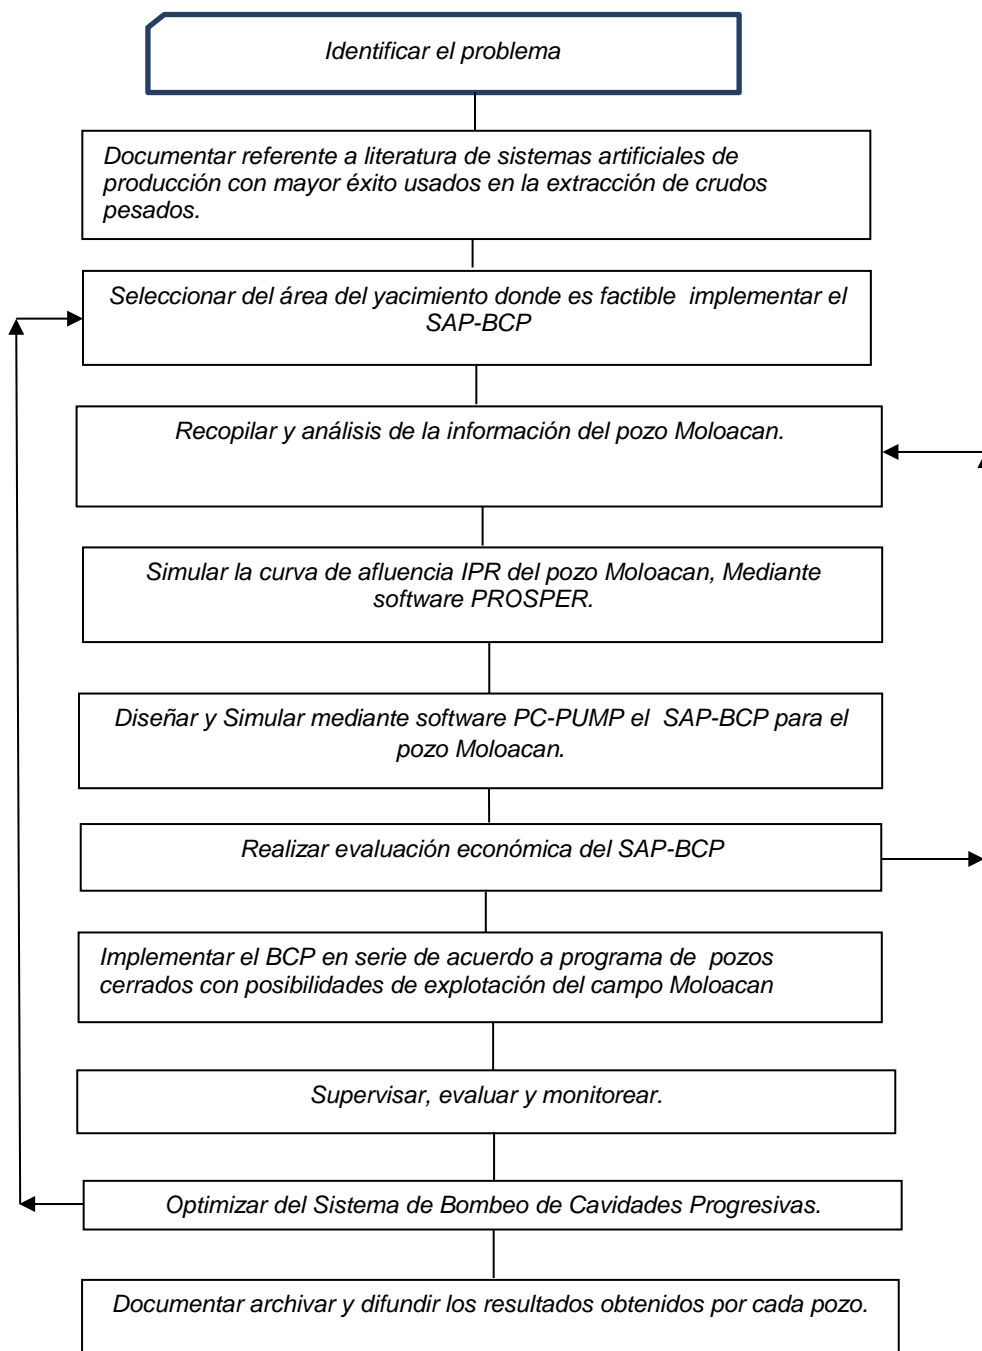 Identificar el problema
Documentar referente a literatura de sistemas artificiales de
producción con mayor éxito usados en la extracción de crudos
pesados.
Seleccionar del área del yacimiento donde es factible implementar el
SAP-BCP
Recopilar y análisis de la información del pozo Moloacan.
Simular la curva de afluencia IPR del pozo Moloacan, Mediante
software PROSPER.
Diseñar y Simular mediante software PC-PUMP el SAP-BCP para el
pozo Moloacan.
Realizar evaluación económica del SAP-BCP
Implementar el BCP en serie de acuerdo a programa de pozos
cerrados con posibilidades de explotación del campo Moloacan
Supervisar, evaluar y monitorear.
Optimizar del Sistema de Bombeo de Cavidades Progresivas.
Documentar archivar y difundir los resultados obtenidos por cada pozo.